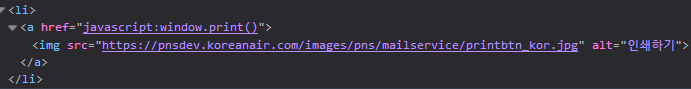 <li>
<a href="javascript:window.print()">
<img src="https://pnsdev.koreanair.com/images/pns/mailservice/printbtn_kor.jpg" alt="인쇄하기">
</a>
</li>